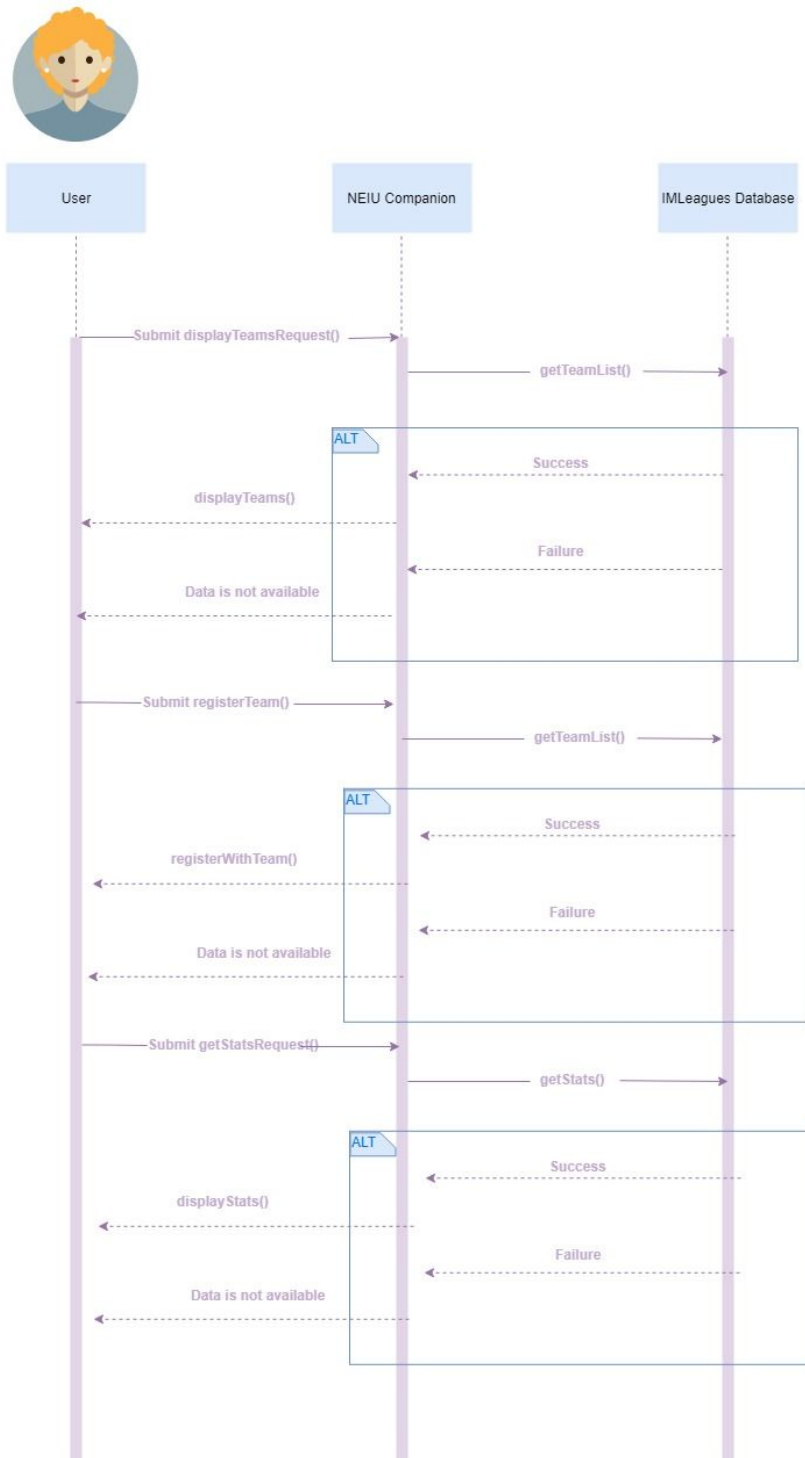 User
NEIU Companion
IMLeagues Database
Submit displayTeamsRequest()
getTeamList()
ALT
Success
displayTeams()
Failure
Data is not available
Submit registerTeam()
getTeamList()
ALT
Success
registerWithTeam()
Failure
Data is not available
Submit getStatsRequest()
getStats()
ALT
Success
displayStats()
Failure
Data is not available